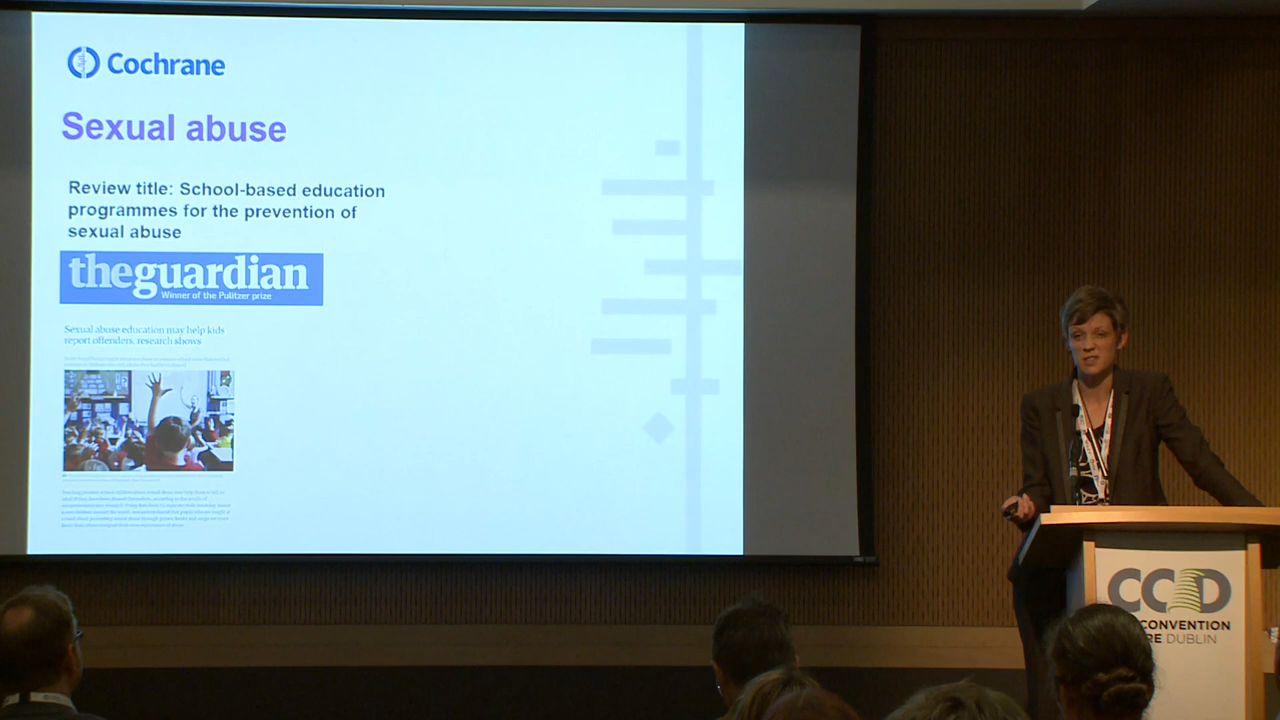 Cochrane
Sexual abuse
Review title: School-based education
programmes for the prevention of
sexual abuse
theguardian
Winner of the Pulitzer prize
Sexual abuse education may help kids
report offenders, research shows
CCD
CONVENTION
RE DUBLIN